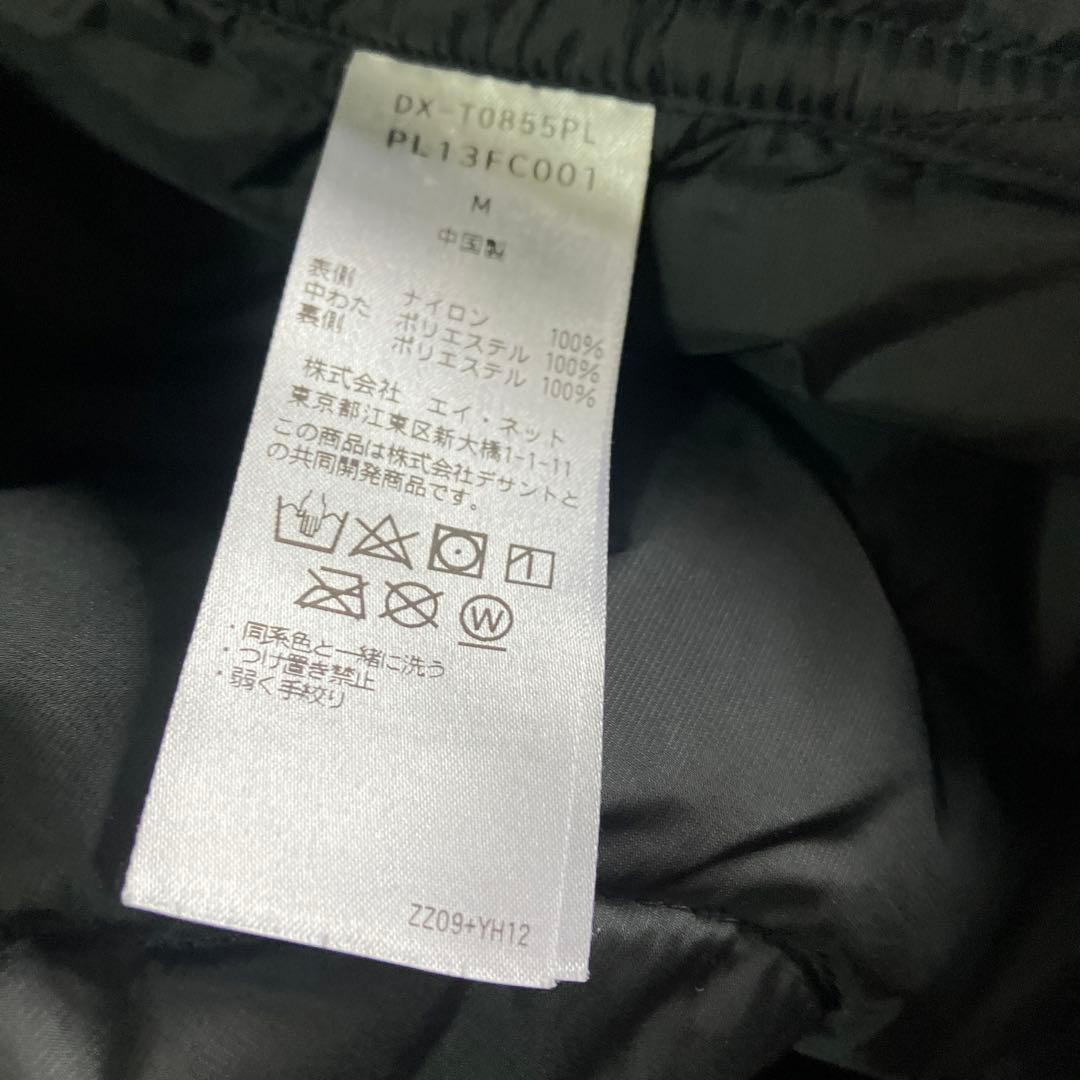 DX-T0855PL
PL13FC001
M
中国製
表側 ナイロン 100%
中わた ポリエステル 100%
裏側 ポリエステル 100%
株式会社 エイ・ネット
東京都江東区新大橋1-1-11
この商品は株式会社デサントと
の共同開発商品です。
W
・同系色と一緒に洗う
・つけ置き禁止
・弱く手絞り
ZZ09+YH12